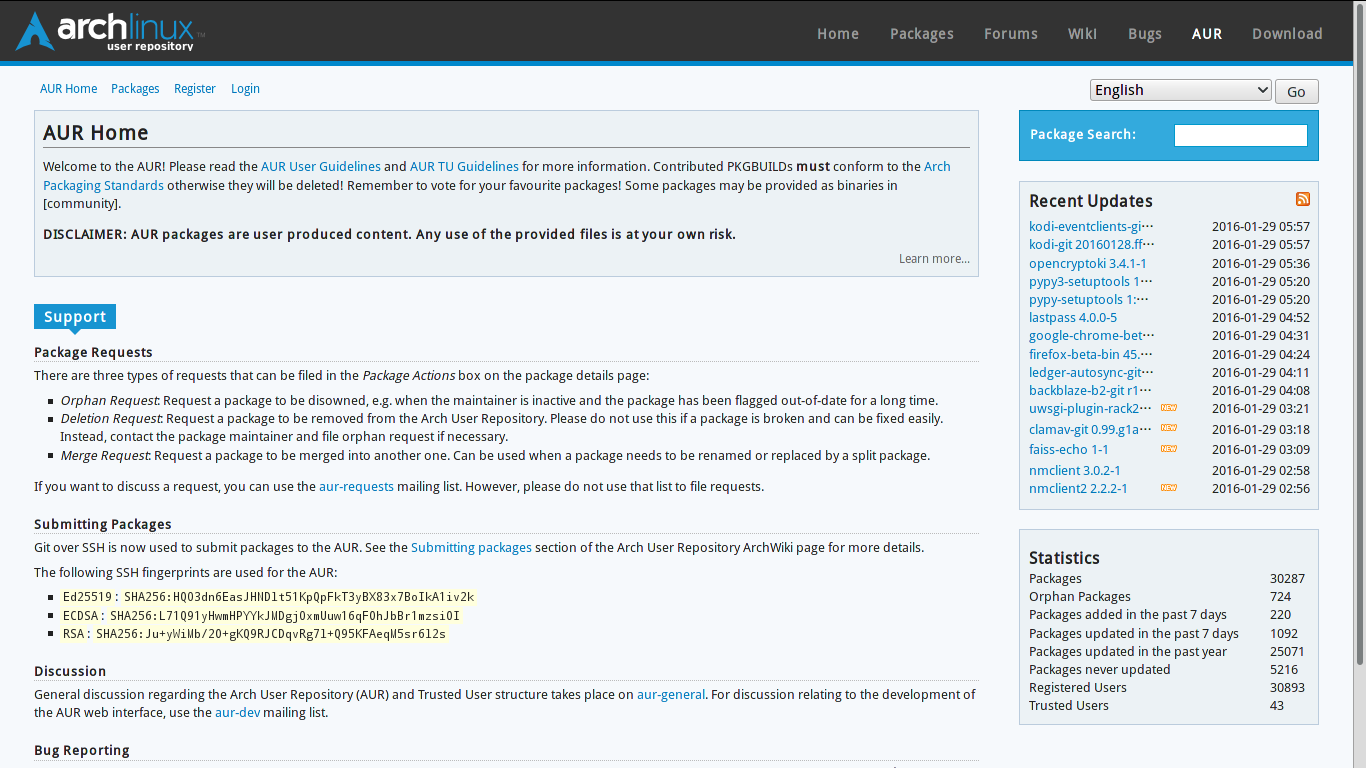 archlinux™
user repository
Home Packages Forums Wiki Bugs AUR Download
AUR Home Packages Register Login
English Go
AUR Home
Welcome to the AUR! Please read the AUR User Guidelines and AUR TU Guidelines for more information. Contributed PKGBUILDs must conform to the Arch
Packaging Standards otherwise they will be deleted! Remember to vote for your favourite packages! Some packages may be provided as binaries in
[community].
DISCLAIMER: AUR packages are user produced content. Any use of the provided files is at your own risk.
Learn more...
Support
Package Requests
There are three types of requests that can be filed in the Package Actions box on the package details page:
Orphan Request: Request a package to be disowned, e.g. when the maintainer is inactive and the package has been flagged out-of-date for a long time.
Deletion Request: Request a package to be removed from the Arch User Repository. Please do not use this if a package is broken and can be fixed easily.
Instead, contact the package maintainer and file orphan request if necessary.
Merge Request: Request a package to be merged into another one. Can be used when a package needs to be renamed or replaced by a split package.
If you want to discuss a request, you can use the aur-requests mailing list. However, please do not use that list to file requests.
Submitting Packages
Git over SSH is now used to submit packages to the AUR. See the Submitting packages section of the Arch User Repository ArchWiki page for more details.
The following SSH fingerprints are used for the AUR:
Ed25519: SHA256:HQ03dn6EasJHNDlt51KpQpFkT3yBX83x7BoIkA1iv2k
ECDSA: SHA256:L71Q91yHwmHPYYkJMDgj0xmUuw16qFOhJbBr1mzsiOI
RSA: SHA256:Ju+yWiMb/2O+gKQ9RJCDqvRg7l+Q95KFAeqM5sr6l2s
Discussion
General discussion regarding the Arch User Repository (AUR) and Trusted User structure takes place on aur-general. For discussion relating to the development of
the AUR web interface, use the aur-dev mailing list.
Bug Reporting
Package Search:
Recent Updates
kodi-eventclients-gi··· 2016-01-29 05:57
kodi-git 20160128.ff··· 2016-01-29 05:57
opencryptoki 3.4.1-1 2016-01-29 05:36
pypy3-setuptools 1··· 2016-01-29 05:20
pypy-setuptools 1:··· 2016-01-29 05:20
lastpass 4.0.0-5 2016-01-29 04:52
google-chrome-bet··· 2016-01-29 04:31
firefox-beta-bin 45.··· 2016-01-29 04:24
ledger-autosync-git··· 2016-01-29 04:11
backblaze-b2-git r1··· 2016-01-29 04:08
uwsgi-plugin-rack2··· NEW 2016-01-29 03:21
clamav-git 0.99.g1a··· NEW 2016-01-29 03:18
faiss-echo 1-1 NEW 2016-01-29 03:09
nmclient 3.0.2-1 2016-01-29 02:58
nmclient2 2.2.2-1 NEW 2016-01-29 02:56
Statistics
Packages 30287
Orphan Packages 724
Packages added in the past 7 days 220
Packages updated in the past 7 days 1092
Packages updated in the past year 25071
Packages never updated 5216
Registered Users 30893
Trusted Users 43